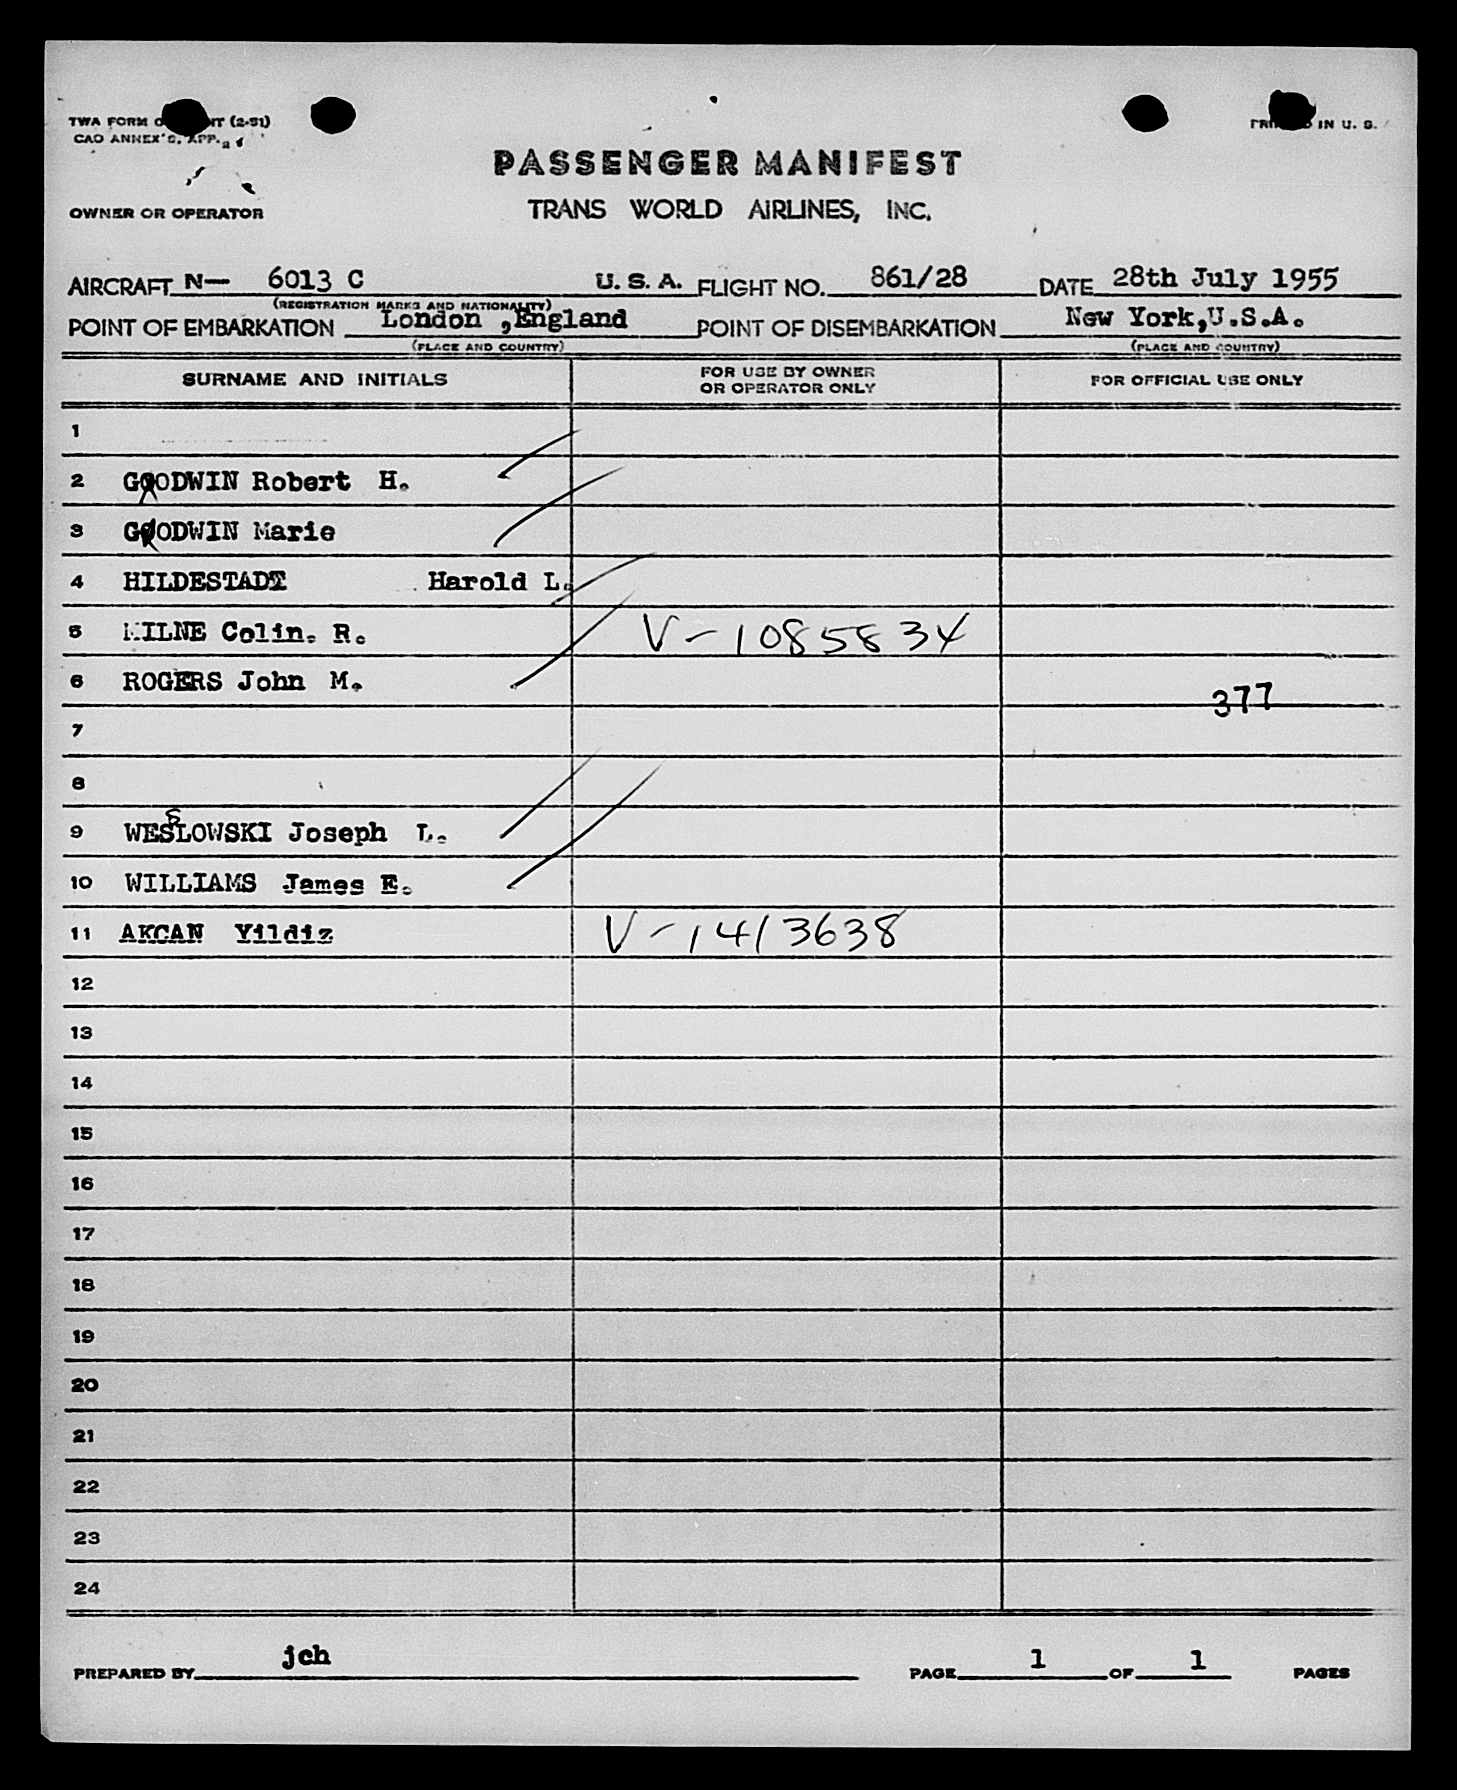 TWA FORM (2-51)
PRINTED IN U. S.
CAO ANNEX 9, APP.
PASSENGER MANIFEST
OWNER OR OPERATOR
TRANS WORLD AIRLINES, INC.
AIRCRAFT N— 6013 C U. S. A. FLIGHT NO. 861/28 DATE 28th July 1955
(REGISTRATION MARKS AND NATIONALITY)
POINT OF EMBARKATION London ,England POINT OF DISEMBARKATION New York,U.S.A.
(PLACE AND COUNTRY) (PLACE AND COUNTRY)
SURNAME AND INITIALS FOR USE BY OWNER OR OPERATOR ONLY FOR OFFICIAL USE ONLY
1
2 GOODWIN Robert H.
3 GOODWIN Marie
4 HILDESTADT Harold L.
5 MILNE Colin. R. V-1085834
6 ROGERS John M.
377
7
8
9 WESLOWSKI Joseph L.
10 WILLIAMS James E.
11 AKCAN Yildiz V-1413638
12
13
14
15
16
17
18
19
20
21
22
23
24
PREPARED BY jch PAGE 1 OF 1 PAGES